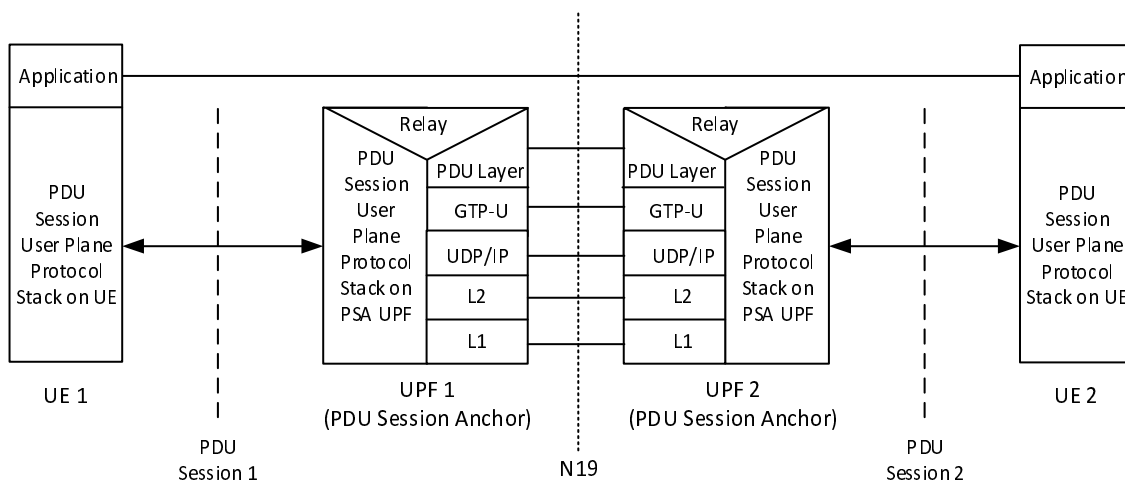 Application
PDU
Session
User Plane
Protocol
Stack on UE
UE 1
PDU
Session 1
Relay
PDU
Session
User
Plane
Protocol
Stack on
PSA UPF
PDU Layer
GTP-U
UDP/IP
L2
L1
UPF 1
(PDU Session Anchor)
N19
Relay
PDU Layer
GTP-U
UDP/IP
L2
L1
PDU
Session
User
Plane
Protocol
Stack on
PSA UPF
UPF 2
(PDU Session Anchor)
PDU
Session 2
Application
PDU
Session
User Plane
Protocol
Stack on UE
UE 2